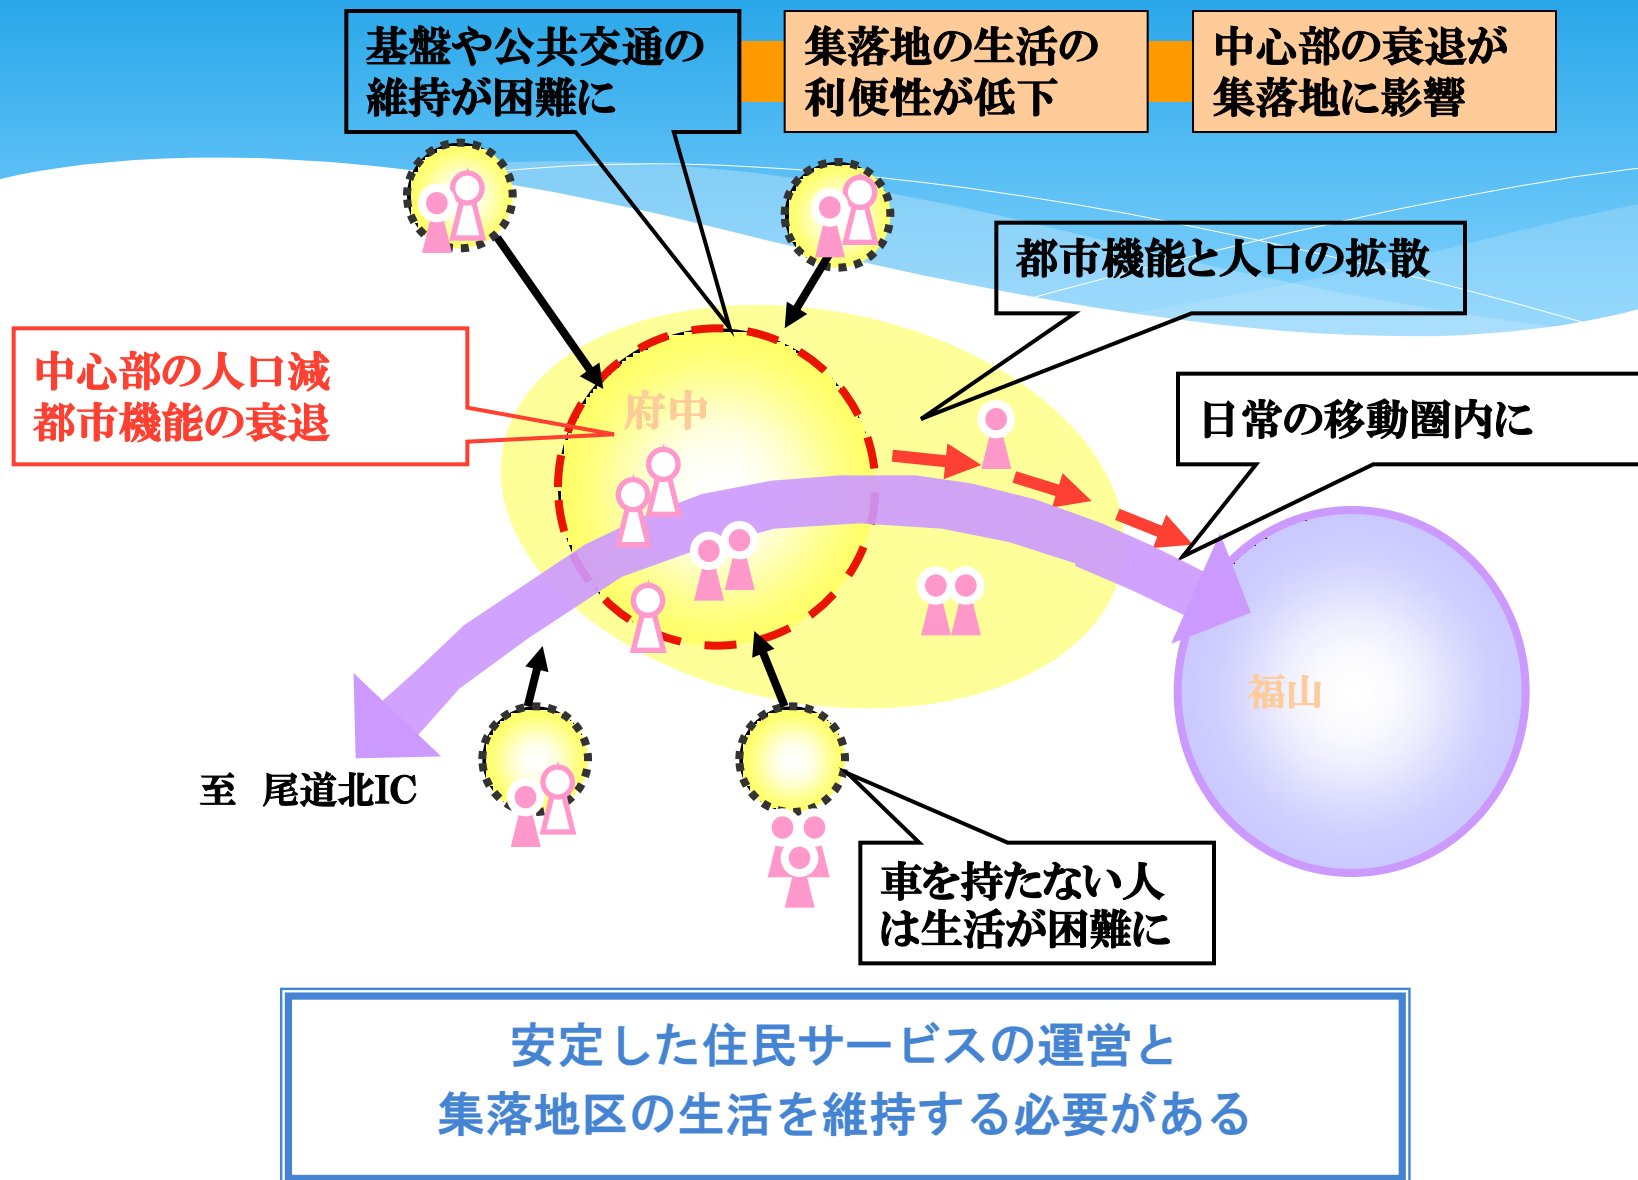 基盤や公共交通の
維持が困難に
集落地の生活の
利便性が低下
中心部の衰退が
集落地に影響
都市機能と人口の拡散
中心部の人口減
都市機能の衰退
府中
日常の移動圏内に
福山
至　尾道北IC
車を持たない人
は生活が困難に
安定した住民サービスの運営と
集落地区の生活を維持する必要がある